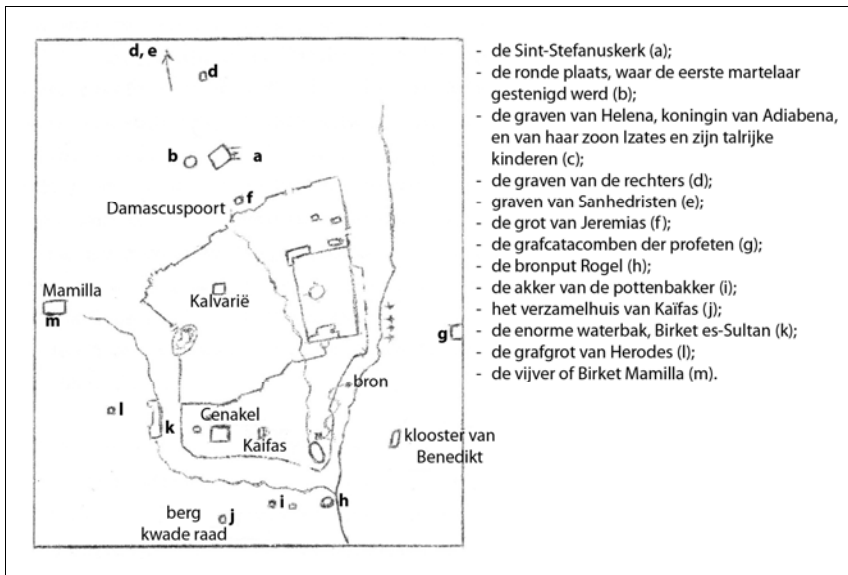 d, e
d
b
a
f
Damascuspoort
Mamilla
m
Kalvarië
g
bron
l
k
Cenakel
Kaïfas
klooster van
Benedikt
i
h
berg
j
kwade raad
- de Sint-Stefanuskerk (a);
- de ronde plaats, waar de eerste martelaar
gestenigd werd (b);
- de graven van Helena, koningin van Adiabena,
en van haar zoon Izates en zijn talrijke
kinderen (c);
- de graven van de rechters (d);
- graven van Sanhedristen (e);
- de grot van Jeremias (f);
- de grafcatacomben der profeten (g);
- de bronput Rogel (h);
- de akker van de pottenbakker (i);
- het verzamelhuis van Kaïfas (j);
- de enorme waterbak, Birket es-Sultan (k);
- de grafgrot van Herodes (l);
- de vijver of Birket Mamilla (m).